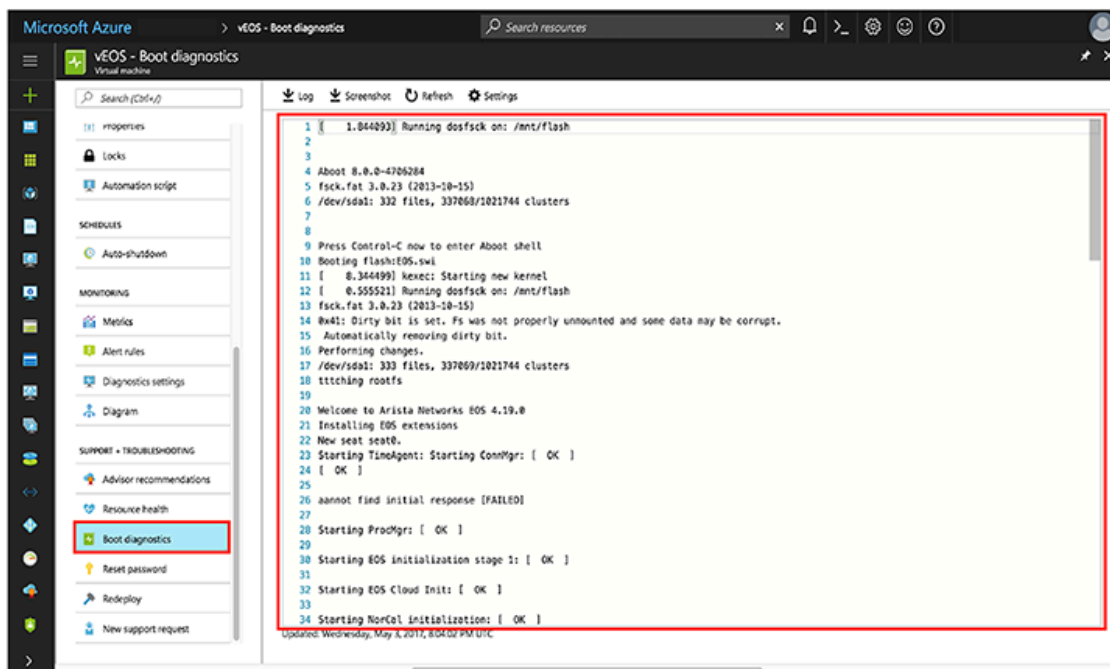 Microsoft Azure > vEOS - Boot diagnostics Search resources
vEOS - Boot diagnostics
Virtual machine
Search (Ctrl+/)
Log Screenshot Refresh Settings
Properties
Locks
Automation script
SCHEDULES
Auto-shutdown
MONITORING
Metrics
Alert rules
Diagnostics settings
Diagram
SUPPORT + TROUBLESHOOTING
Advisor recommendations
Resource health
Boot diagnostics
Reset password
Redeploy
New support request
1 [    1.844093] Running dosfsck on: /mnt/flash
2
3
4 Aboot 8.0.0-4706284
5 fsck.fat 3.0.23 (2013-10-15)
6 /dev/sda1: 332 files, 337068/1021744 clusters
7
8
9 Press Control-C now to enter Aboot shell
10 Booting flash:EOS.swi
11 [    8.344499] kexec: Starting new kernel
12 [    0.555521] Running dosfsck on: /mnt/flash
13 fsck.fat 3.0.23 (2013-10-15)
14 0x41: Dirty bit is set. Fs was not properly unmounted and some data may be corrupt.
15  Automatically removing dirty bit.
16 Performing changes.
17 /dev/sda1: 333 files, 337069/1021744 clusters
18 tttching rootfs
19
20 Welcome to Arista Networks EOS 4.19.0
21 Installing EOS extensions
22 New seat seat0.
23 Starting TimeAgent: Starting ConnMgr: [  OK  ]
24 [  OK  ]
25
26 aannot find initial response [FAILED]
27
28 Starting ProcMgr: [  OK  ]
29
30 Starting EOS initialization stage 1: [  OK  ]
31
32 Starting EOS Cloud Init: [  OK  ]
33
34 Starting NorCal initialization: [  OK  ]
Updated: Wednesday, May 3, 2017, 8:04:02 PM UTC